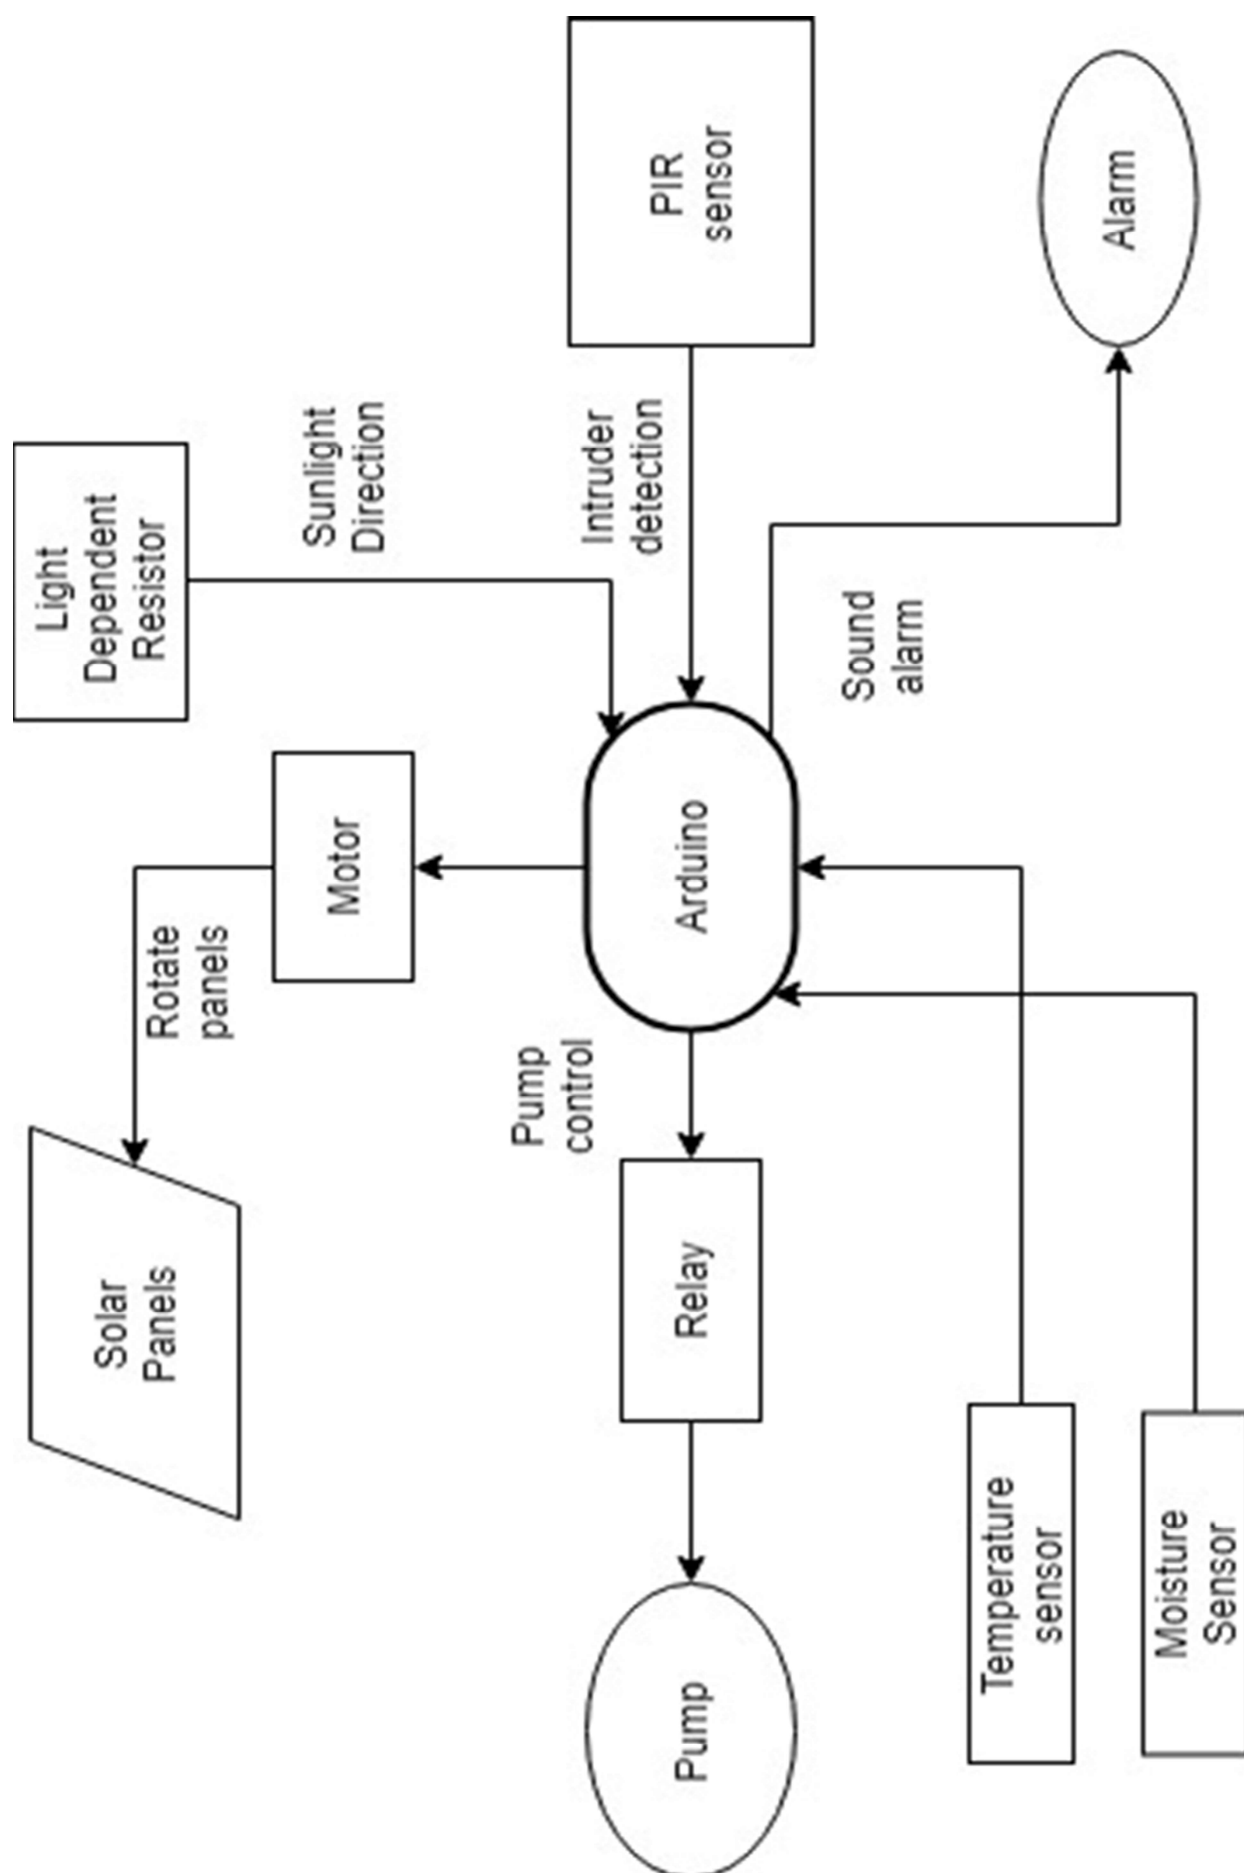 Solar
Panels
Rotate
panels
Motor
Light
Dependent
Resistor
Sunlight
Direction
Pump
Relay
Pump
control
Arduino
Intruder
detection
PIR
sensor
Temperature
sensor
Moisture
Sensor
Sound
alarm
Alarm